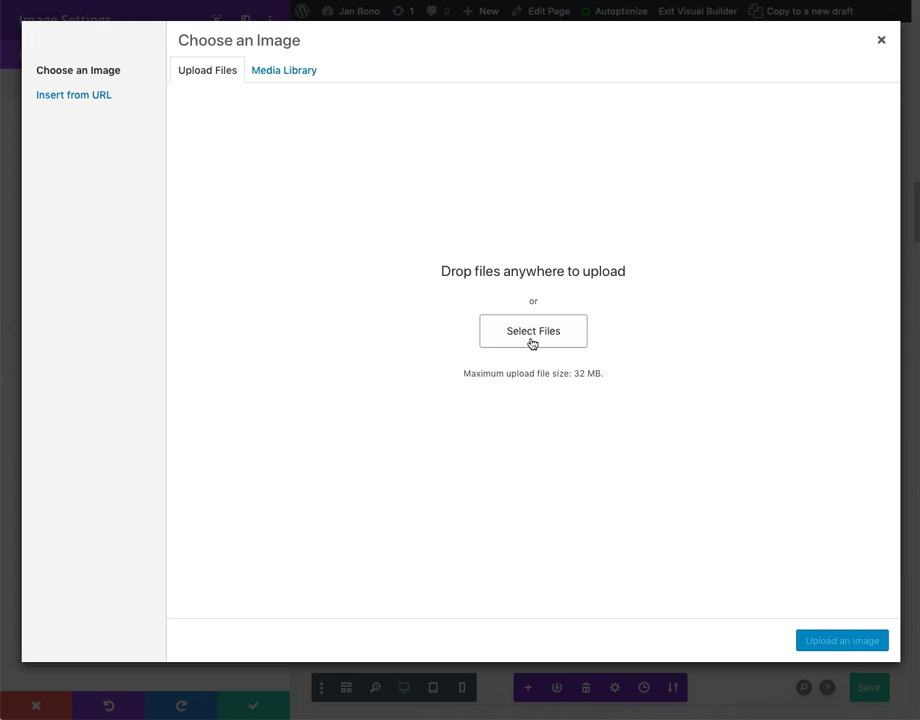 Image Settings
Jan Bono 1 0 New Edit Page Autoptimize Exit Visual Builder Copy to a new draft
Choose an Image
Choose an Image
Upload Files Media Library
Insert from URL
Drop files anywhere to upload
or
Select Files
Maximum upload file size: 32 MB.
Upload an image
? Save